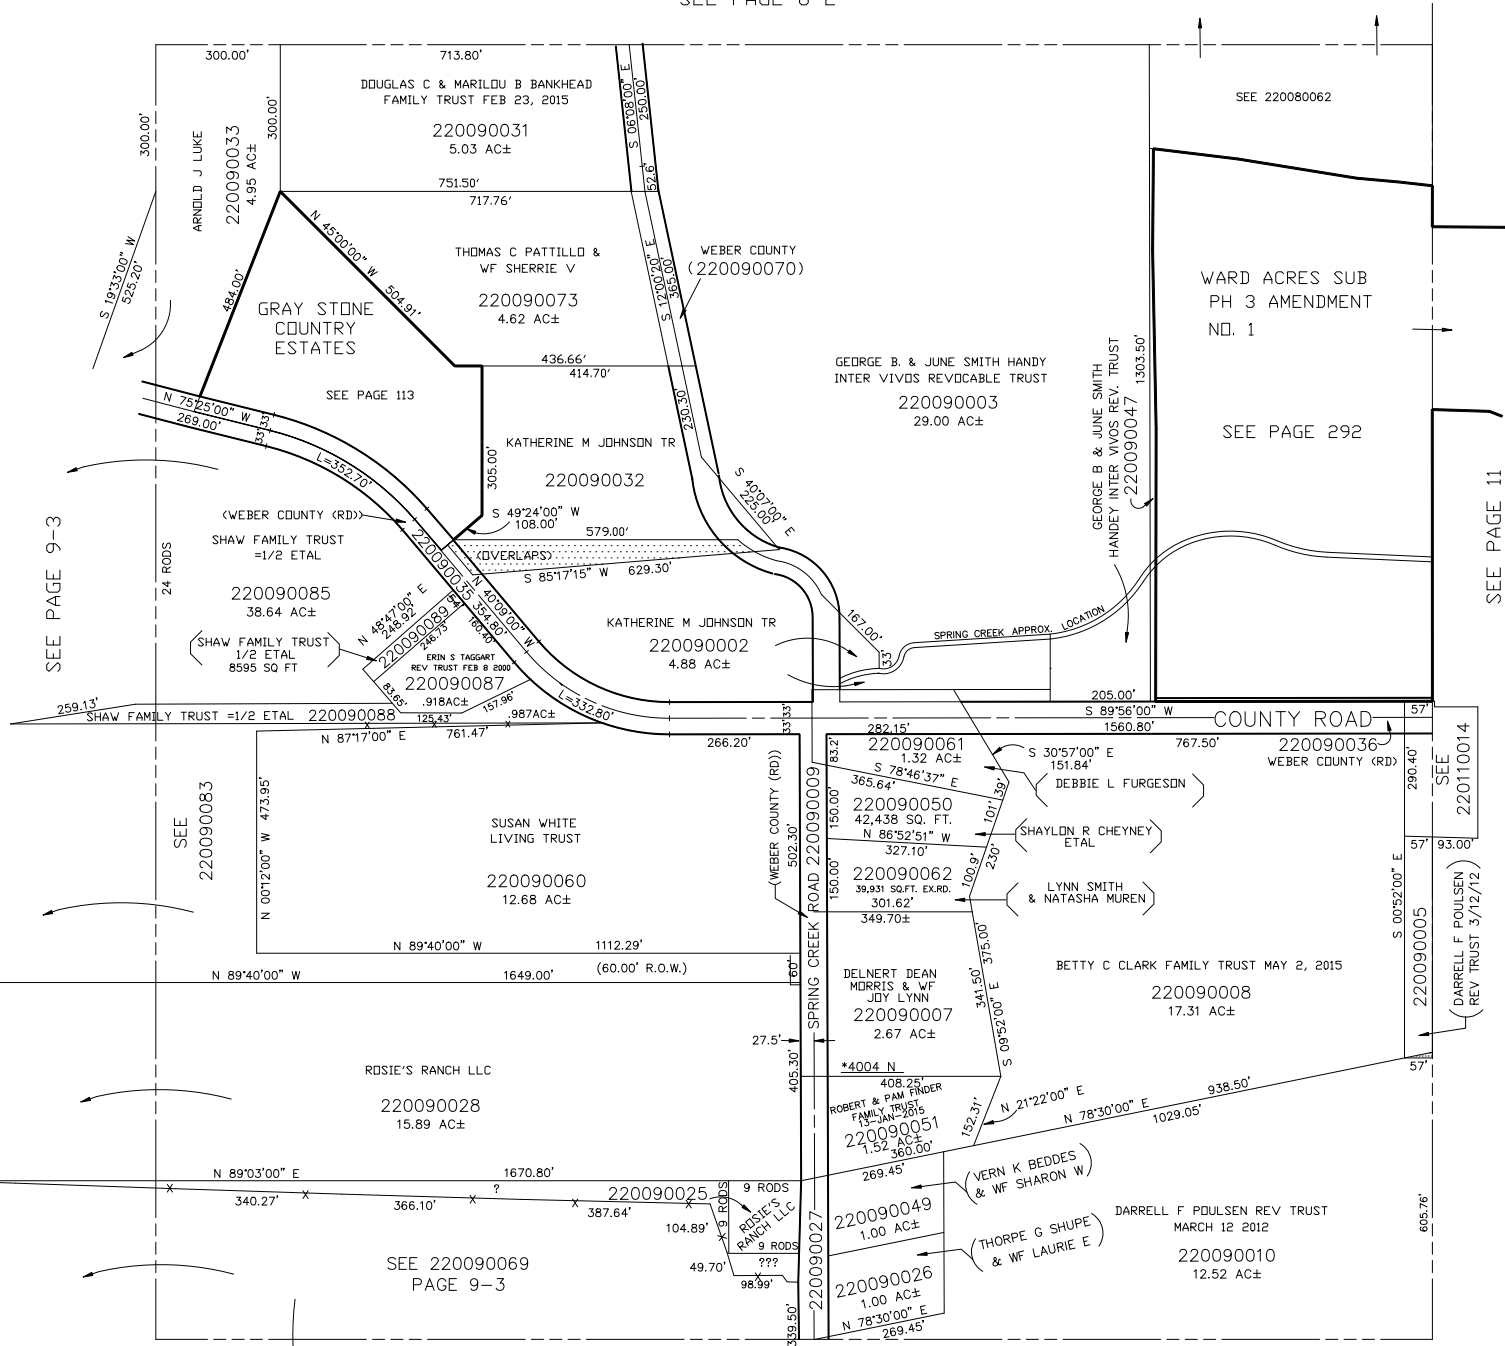 SEE PAGE 8-2
300.00'
713.80'
DOUGLAS C & MARILOU B BANKHEAD
FAMILY TRUST FEB 23, 2015
220090031
5.03 AC±
S 06°08'00" E
250.00'
SEE 220080062
300.00'
300.00'
ARNOLD J LUKE
220090033
4.95 AC±
52.6'
751.50'
717.76'
S 19°33'00" W
525.20'
484.00'
N 45°00'00" W
504.91'
THOMAS C PATTILLO &
WF SHERRIE V
220090073
4.62 AC±
S 12°00'20" E
365.00'
WEBER COUNTY
(220090070)
GRAY STONE
COUNTRY
ESTATES
SEE PAGE 113
WARD ACRES SUB
PH 3 AMENDMENT
NO. 1
SEE PAGE 292
436.66'
414.70'
GEORGE B. & JUNE SMITH HANDY
INTER VIVOS REVOCABLE TRUST
220090003
29.00 AC±
GEORGE B & JUNE SMITH
HANDEY INTER VIVOS REV. TRUST
220090047
1303.50'
N 75°25'00" W
269.00'
33' 33'
L=352.70'
230.30'
KATHERINE M JOHNSON TR
220090032
305.00'
S 49°24'00" W
108.00'
S 40°07'00" E
225.00'
SEE PAGE 11
SEE PAGE 9-3
24 RODS
(WEBER COUNTY (RD))
SHAW FAMILY TRUST
=1/2 ETAL
220090085
38.64 AC±
579.00'
(OVERLAPS)
S 85°17'15" W 629.30'
220090035
N 40°09'00" W
354.80'
N 48°47'00" E
248.92'
54'
220090089
246.73'
160.40'
SHAW FAMILY TRUST
1/2 ETAL
8595 SQ FT
ERIN S TAGGART
REV TRUST FEB 8 2000
220090087
.918AC±
83.65'
157.96'
125.43'
.987AC±
KATHERINE M JOHNSON TR
220090002
4.88 AC±
167.00'
33'
SPRING CREEK APPROX. LOCATION
L=332.80'
259.13'
SHAW FAMILY TRUST =1/2 ETAL 220090088
N 87°17'00" E
761.47'
266.20'
33' 33'
205.00'
S 89°56'00" W
1560.80'
COUNTY ROAD
57'
282.15'
767.50'
220090036
WEBER COUNTY (RD)
290.40'
SEE
220110014
83.2'
220090061
1.32 AC±
S 30°57'00" E
151.84'
DEBBIE L FURGESON
S 78°46'37" E
365.64'
39'
SEE
220090083
N 00°12'00" W 473.95'
SUSAN WHITE
LIVING TRUST
220090060
12.68 AC±
(WEBER COUNTY (RD))
502.30'
SPRING CREEK ROAD 220090009
150.00'
220090050
42,438 SQ. FT.
101'
N 86°52'51" W
327.10'
SHAYLON R CHEYNEY
ETAL
230'
57'
93.00'
150.00'
220090062
39,931 SQ.FT. EX.RD.
301.62'
349.70±
100.9'
LYNN SMITH
& NATASHA MUREN
S 00°52'00" E
220090005
DARRELL F POULSEN
REV TRUST 3/12/12
N 89°40'00" W
1112.29'
N 89°40'00" W
1649.00'
(60.00' R.O.W.)
60'
DELNERT DEAN
MORRIS & WF
JOY LYNN
220090007
2.67 AC±
375.00'
341.50'
S 09°52'00" E
BETTY C CLARK FAMILY TRUST MAY 2, 2015
220090008
17.31 AC±
27.5'
405.30'
*4004 N
408.25'
57'
ROSIE'S RANCH LLC
220090028
15.89 AC±
ROBERT & PAM FINDER
FAMILY TRUST
13-JAN-2015
220090051
1.52 AC±
360.00'
152.31'
N 21°22'00" E
N 78°30'00" E
938.50'
1029.05'
269.45'
N 89°03'00" E
1670.80'
340.27'
366.10'
?
387.64'
220090025
9 RODS
9 RODS
ROSIE'S
RANCH LLC
9 RODS
104.89'
???
49.70'
98.99'
SEE 220090069
PAGE 9-3
339.50'
220090027
220090049
1.00 AC±
VERN K BEDDES
& WF SHARON W
THORPE G SHUPE
& WF LAURIE E
220090026
1.00 AC±
N 78°30'00" E
269.45'
DARRELL F POULSEN REV TRUST
MARCH 12 2012
220090010
12.52 AC±
605.76'